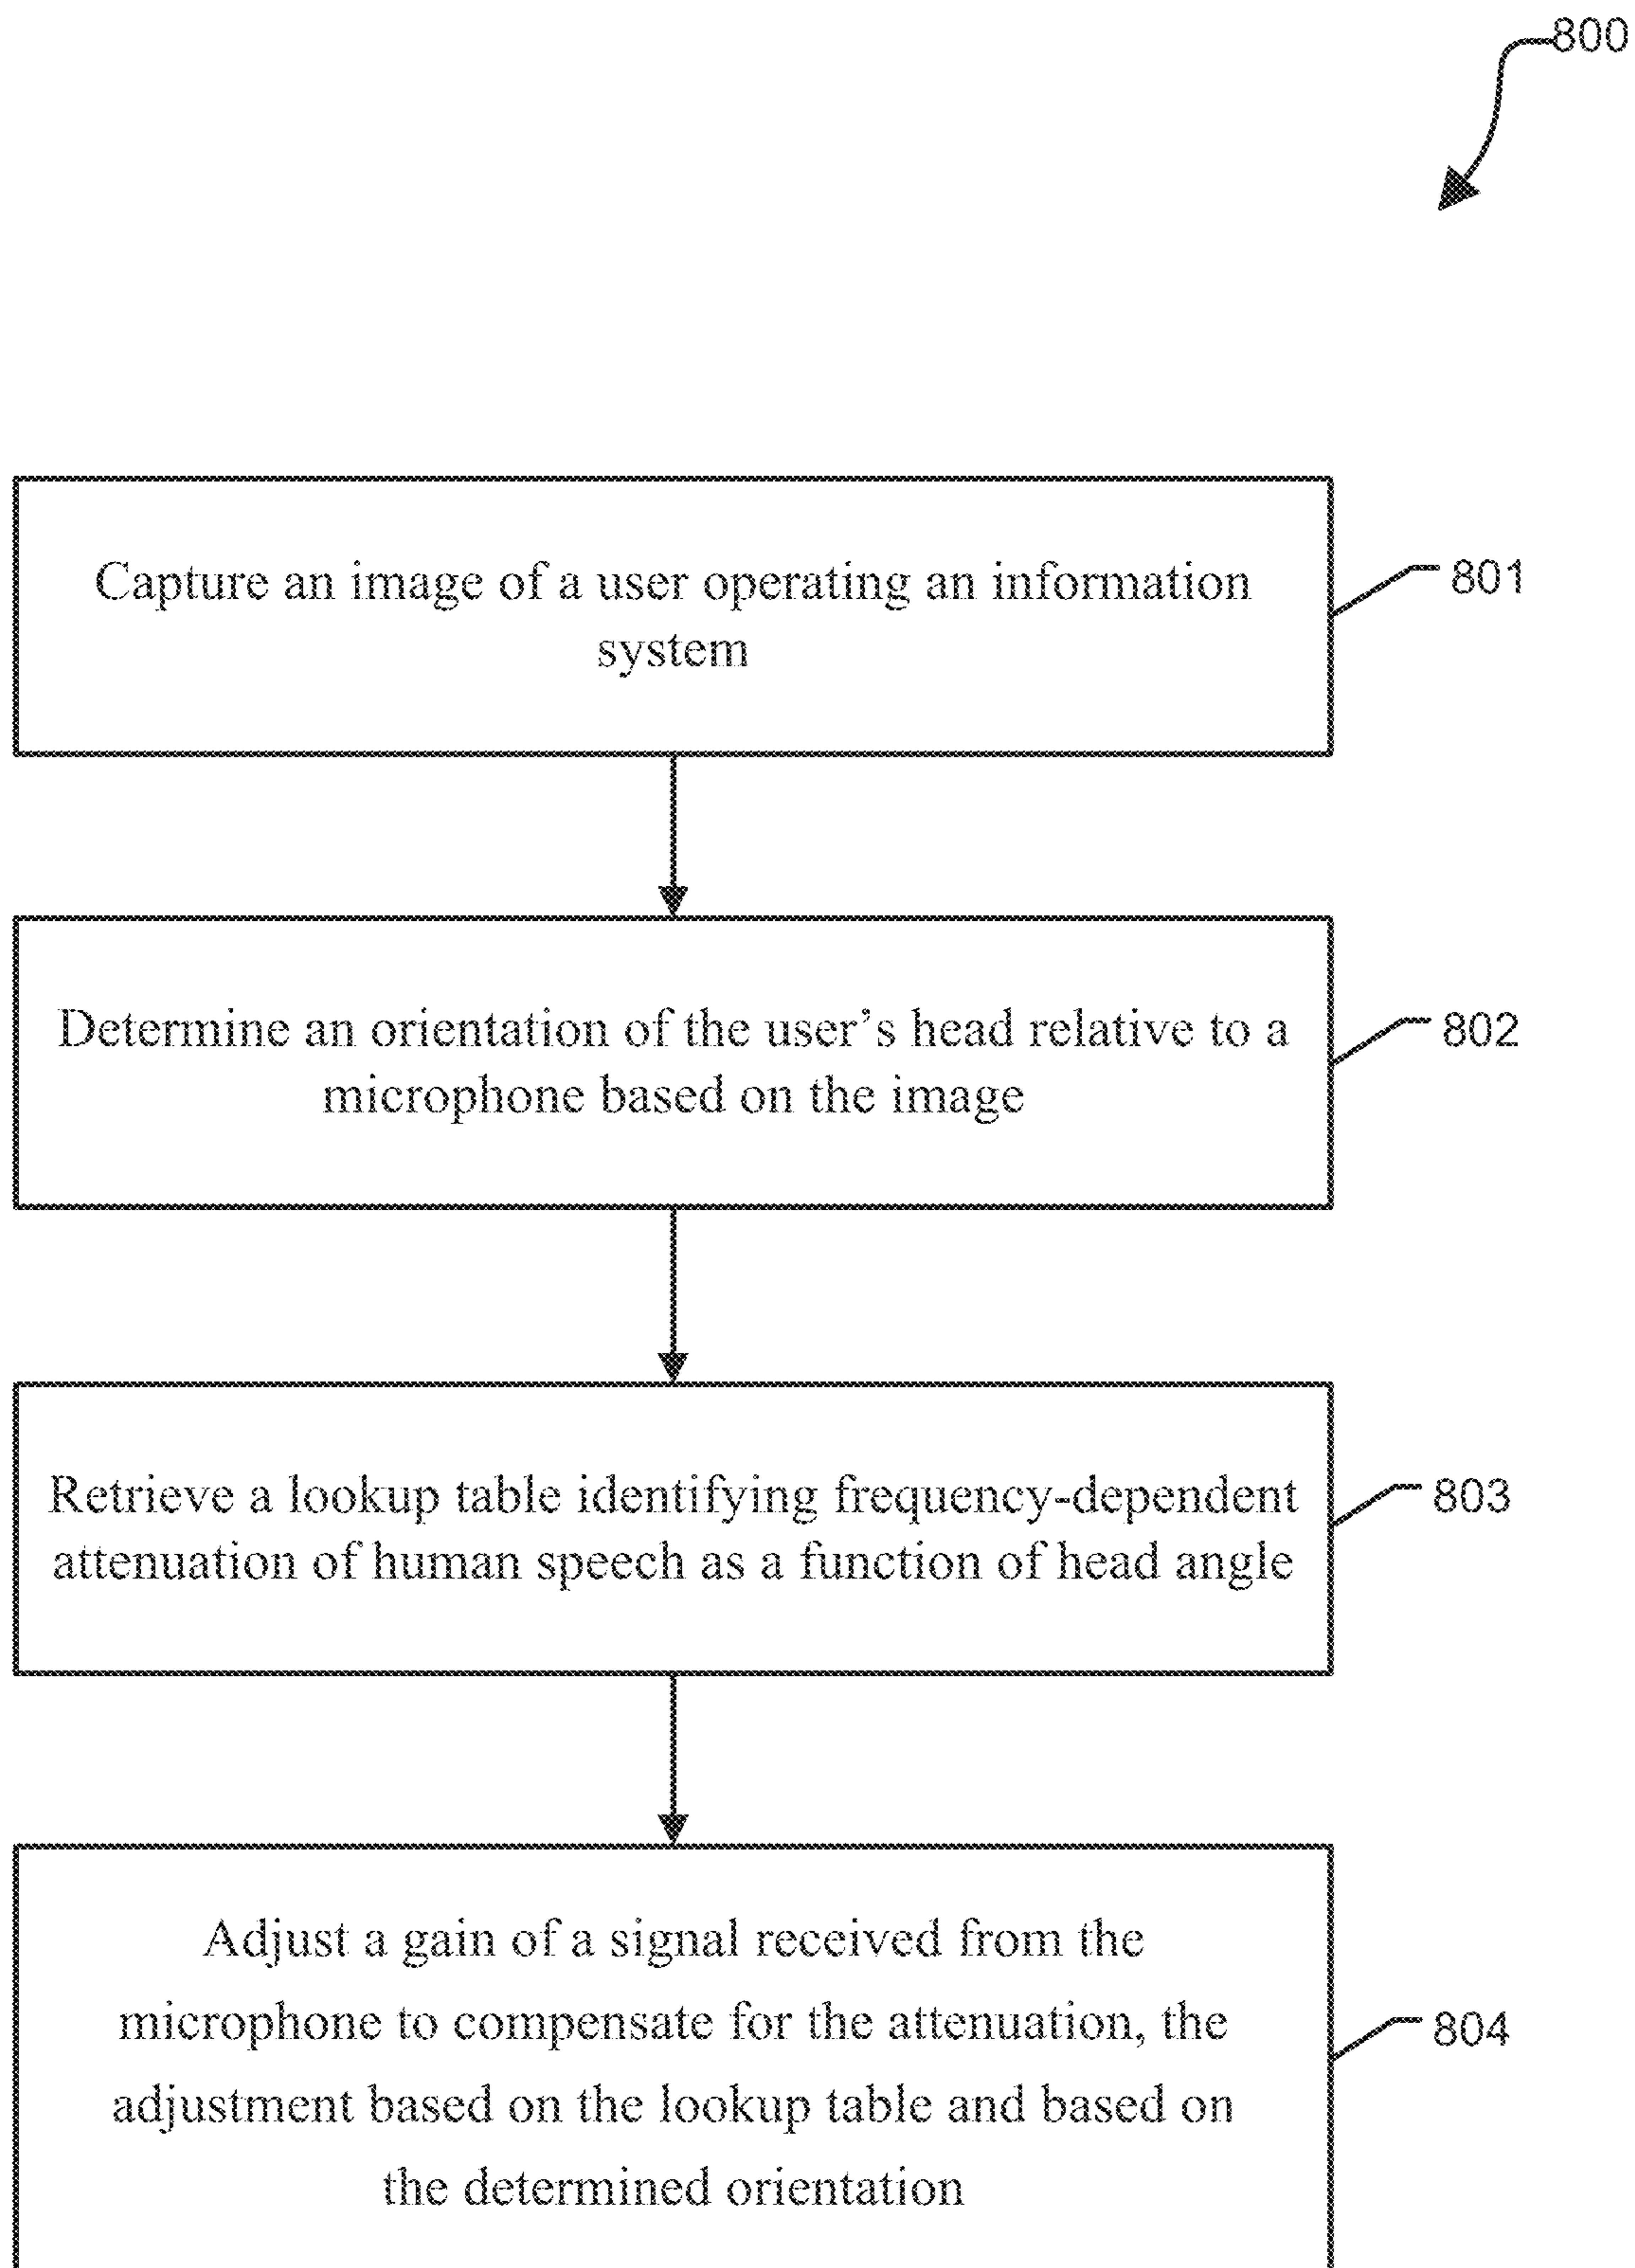 800
Capture an image of a user operating an information
system
801
Determine an orientation of the user’s head relative to a
microphone based on the image
802
Retrieve a lookup table identifying frequency-dependent
attenuation of human speech as a function of head angle
803
Adjust a gain of a signal received from the
microphone to compensate for the attenuation, the
adjustment based on the lookup table and based on
the determined orientation
804